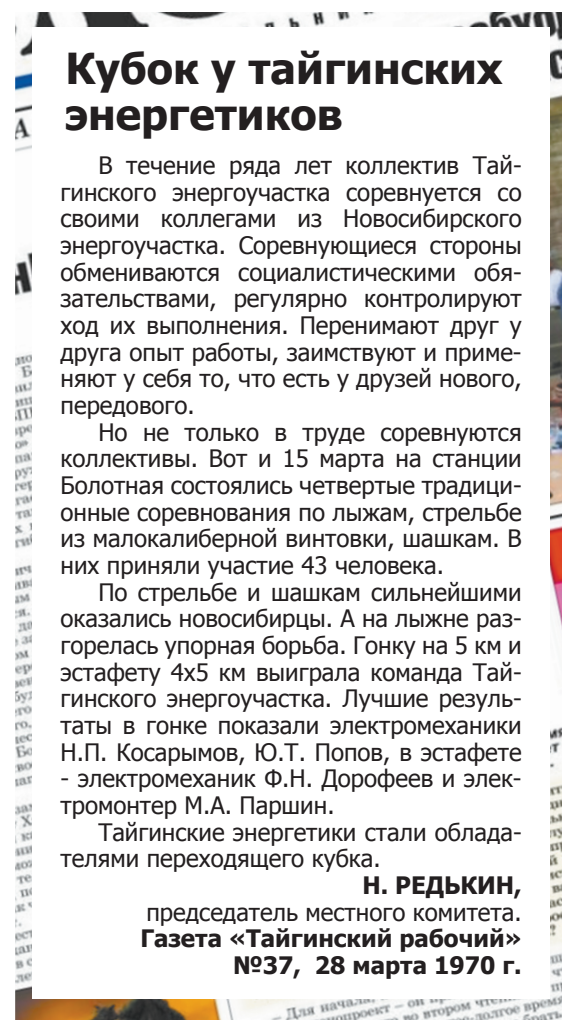 Кубок у тайгинских
энергетиков
В течение ряда лет коллектив Тай-
гинского энергоучастка соревнуется со
своими коллегами из Новосибирского
энергоучастка. Соревнующиеся стороны
обмениваются социалистическими обя-
зательствами, регулярно контролируют
ход их выполнения. Перенимают друг у
друга опыт работы, заимствуют и приме-
няют у себя то, что есть у друзей нового,
передового.
Но не только в труде соревнуются
коллективы. Вот и 15 марта на станции
Болотная состоялись четвертые традици-
онные соревнования по лыжам, стрельбе
из малокалиберной винтовки, шашкам. В
них приняли участие 43 человека.
По стрельбе и шашкам сильнейшими
оказались новосибирцы. А на лыжне раз-
горелась упорная борьба. Гонку на 5 км и
эстафету 4х5 км выиграла команда Тай-
гинского энергоучастка. Лучшие резуль-
таты в гонке показали электромеханики
Н.П. Косарымов, Ю.Т. Попов, в эстафете
- электромеханик Ф.Н. Дорофеев и элек-
тромонтер М.А. Паршин.
Тайгинские энергетики стали облада-
телями переходящего кубка.
Н. РЕДЬКИН,
председатель местного комитета.
Газета «Тайгинский рабочий»
№37, 28 марта 1970 г.
Для начала,
во втором
долгое время